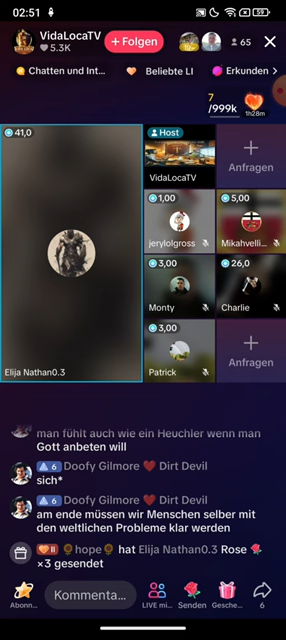 02:51
59
VidaLocaTV
5.3K
+ Folgen
65
Chatten und Int...
Beliebte LI
Erkunden
7
/999k
1h28m
41,0
Host
VidaLocaTV
Anfragen
1,00
jerylolgross
5,00
Mikahvelli...
3,00
Monty
26,0
Charlie
3,00
Patrick
Anfragen
Elija Nathan0.3
man fühlt auch wie ein Heuchler wenn man
Gott anbeten will
6 Doofy Gilmore ❤️ Dirt Devil
sich*
6 Doofy Gilmore ❤️ Dirt Devil
am ende müssen wir Menschen selber mit
den weltlichen Probleme klar werden
II 🌻hope🌻 hat Elija Nathan0.3 Rose 🌹
×3 gesendet
Abonn...
Kommenta...
LIVE mi...
Senden
Gesche...
6